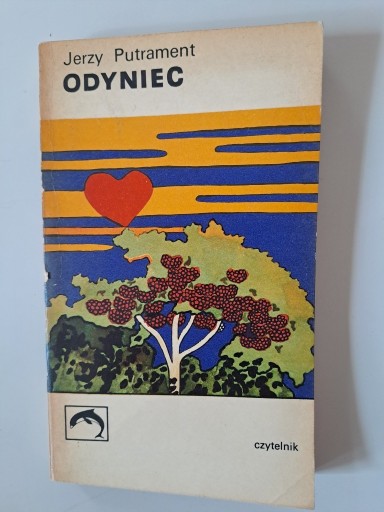 Jerzy Putrament
ODYNIEC
czytelnik